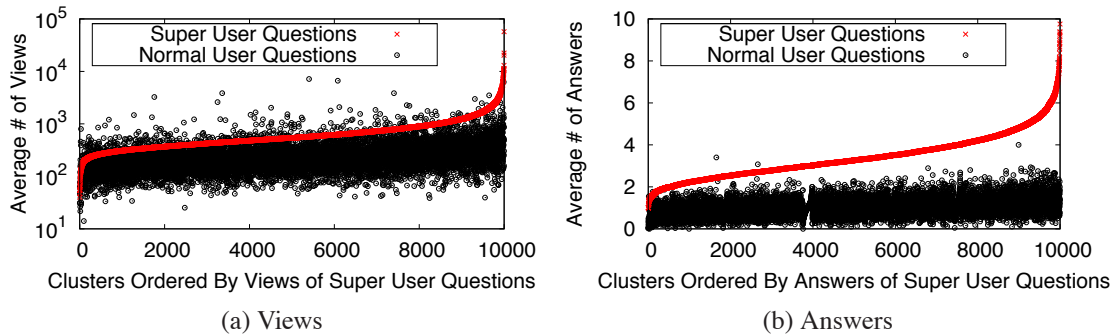 10^5
10^4
10^3
10^2
10^1
Average # of Views
Super User Questions
Normal User Questions
0 2000 4000 6000 8000 10000
Clusters Ordered By Views of Super User Questions
(a) Views
10
8
6
4
2
0
Average # of Answers
Super User Questions
Normal User Questions
0 2000 4000 6000 8000 10000
Clusters Ordered By Answers of Super User Questions
(b) Answers